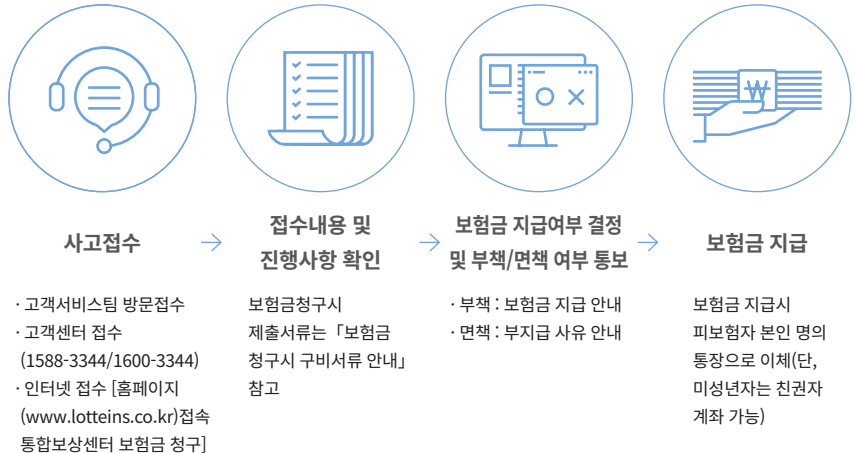 사고접수
· 고객서비스팀 방문접수
· 고객센터 접수
(1588-3344/1600-3344)
· 인터넷 접수 [홈페이지
(www.lotteins.co.kr)접속
통합보상센터 보험금 청구]
접수내용 및
진행사항 확인
보험금청구시
제출서류는「보험금
청구시 구비서류 안내」
참고
보험금 지급여부 결정
및 부책/면책 여부 통보
· 부책 : 보험금 지급 안내
· 면책 : 부지급 사유 안내
₩
보험금 지급
보험금 지급시
피보험자 본인 명의
통장으로 이체(단,
미성년자는 친권자
계좌 가능)